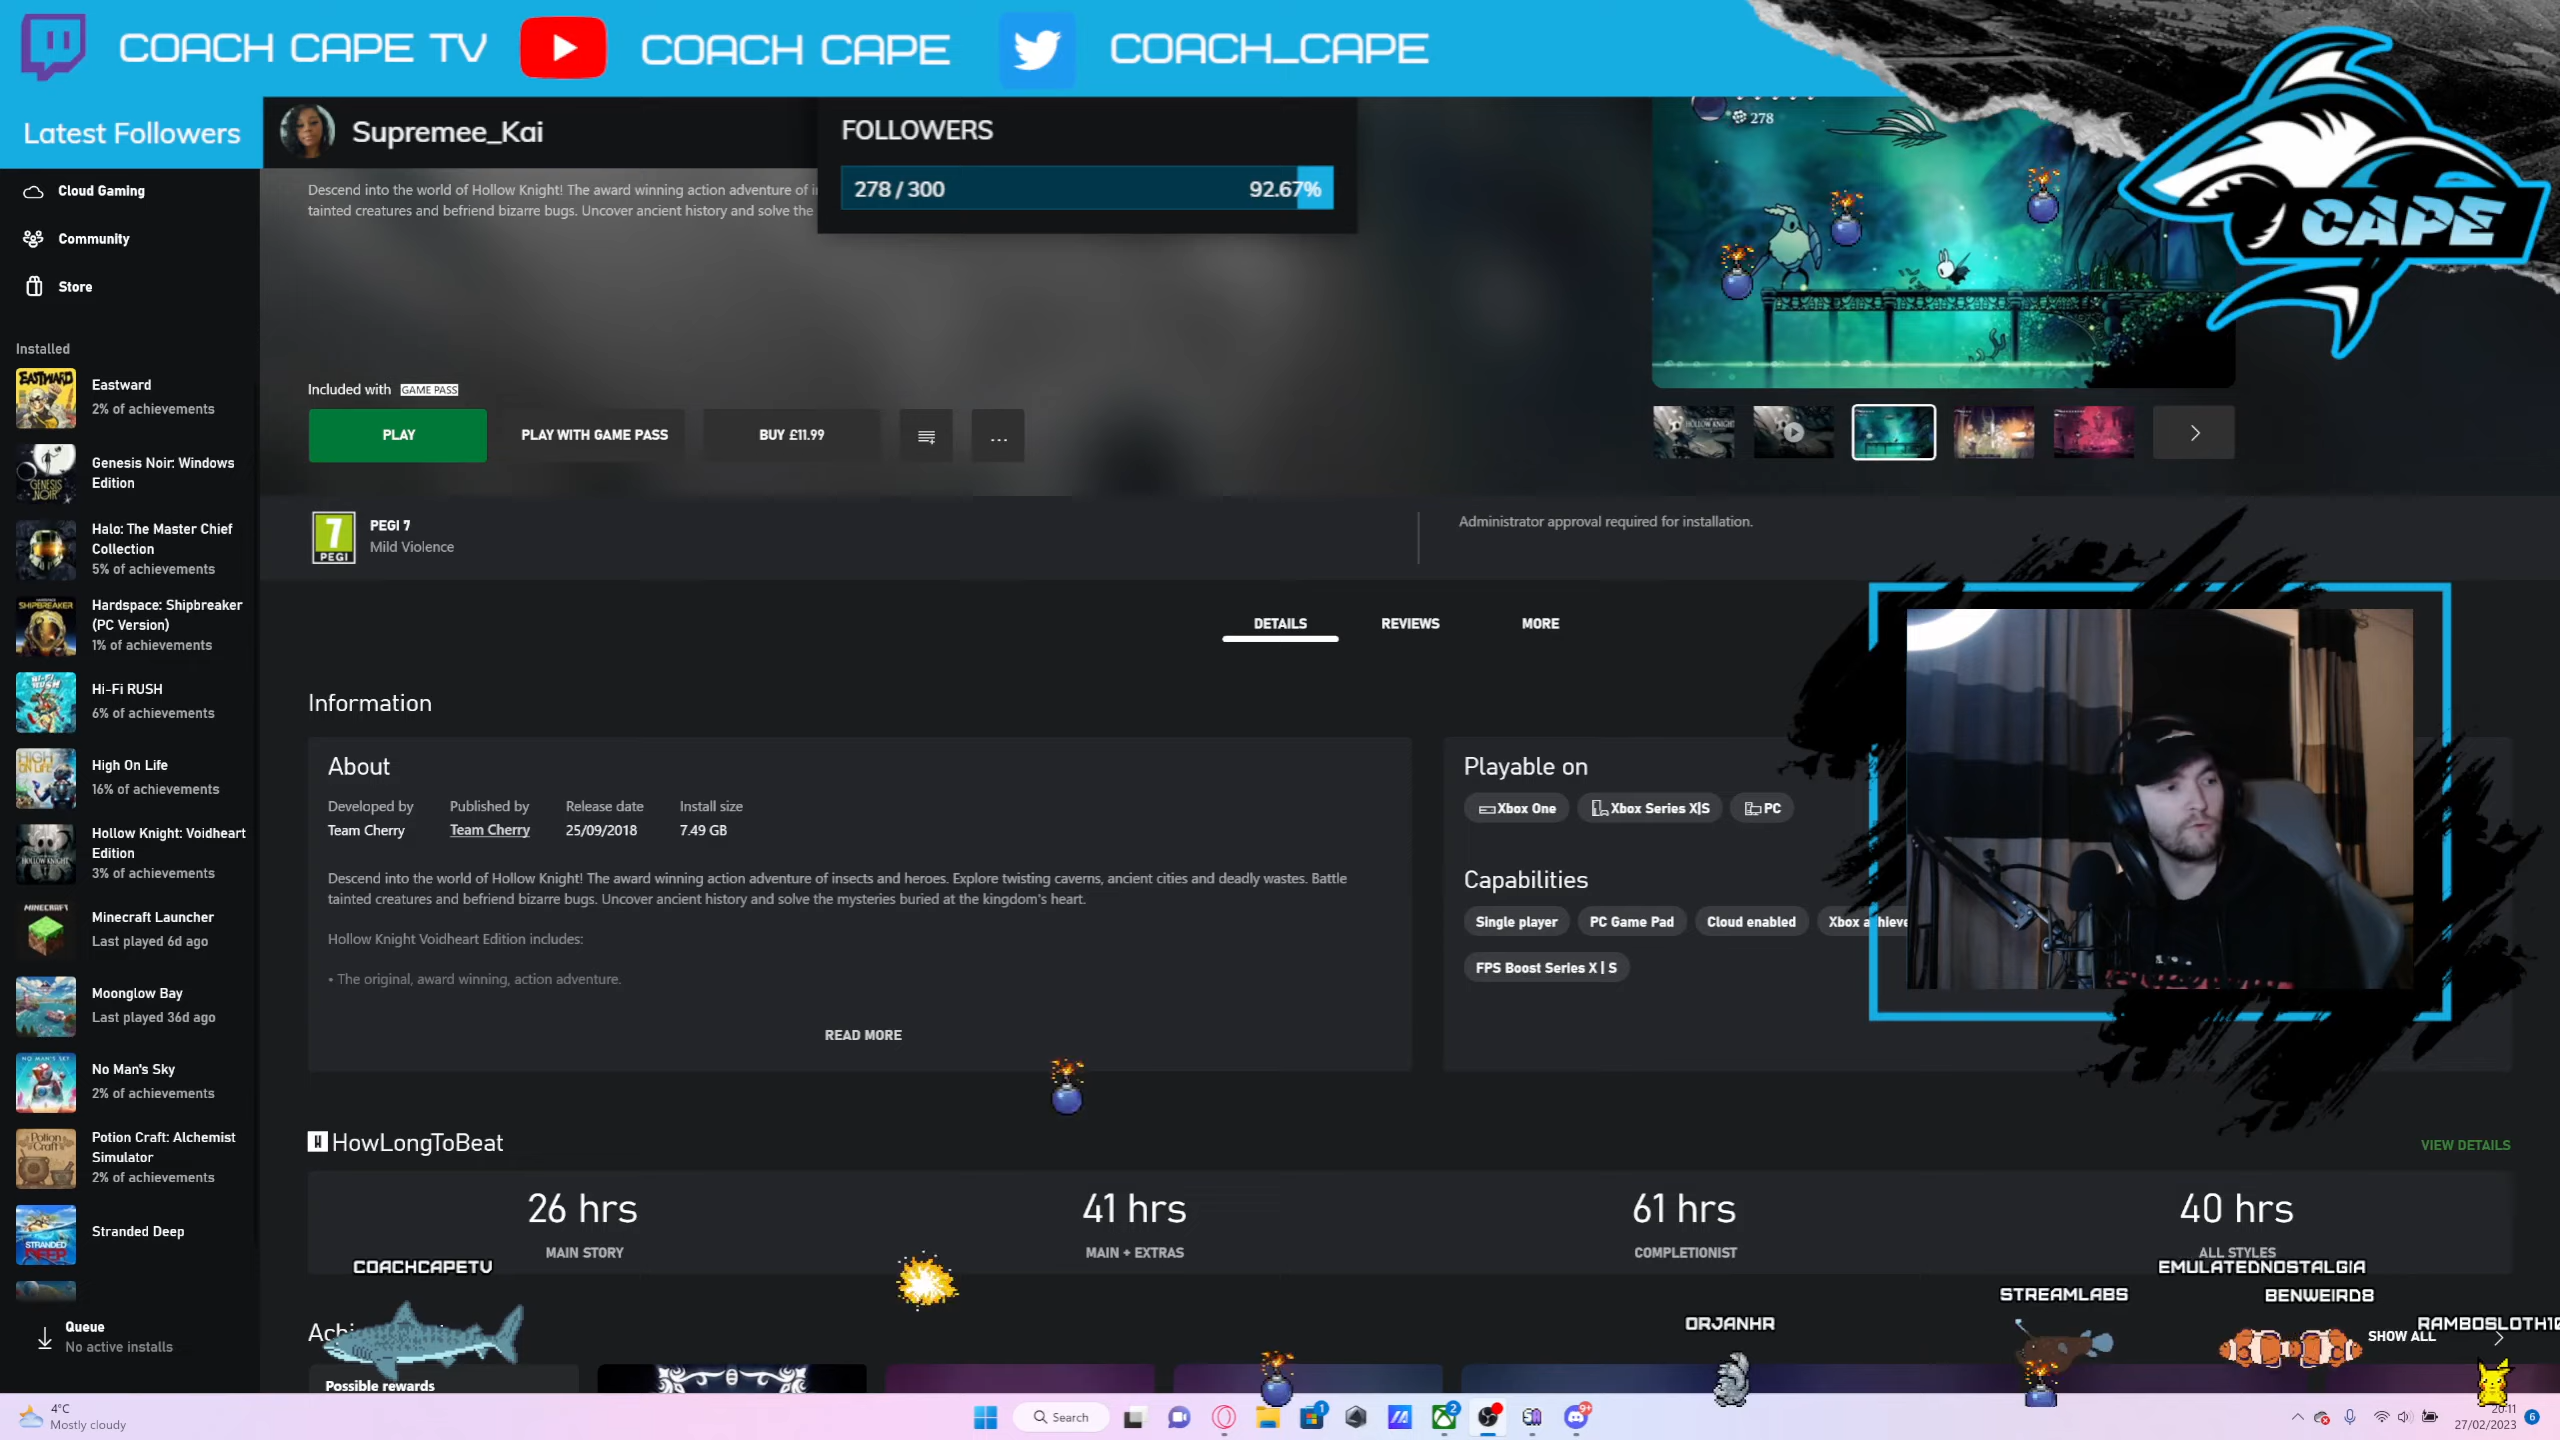 COACH CAPE TV
COACH CAPE
COACH_CAPE
Latest Followers
Supremee_Kai
FOLLOWERS
278 / 300
92.67%
278
CAPE
Descend into the world of Hollow Knight! The award winning action adventure of
tainted creatures and befriend bizarre bugs. Uncover ancient history and solve the
Cloud Gaming
Community
Store
Installed
Eastward
2% of achievements
Genesis Noir: Windows
Edition
Halo: The Master Chief
Collection
5% of achievements
Hardspace: Shipbreaker
(PC Version)
1% of achievements
Hi-Fi RUSH
6% of achievements
High On Life
16% of achievements
Hollow Knight: Voidheart
Edition
3% of achievements
Minecraft Launcher
Last played 6d ago
Moonglow Bay
Last played 36d ago
No Man's Sky
2% of achievements
Potion Craft: Alchemist
Simulator
2% of achievements
Stranded Deep
Queue
No active installs
Included with GAME PASS
PLAY
PLAY WITH GAME PASS
BUY £11.99
...
7
PEGI
PEGI 7
Mild Violence
Administrator approval required for installation.
DETAILS
REVIEWS
MORE
Information
About
Developed by
Published by
Release date
Install size
Team Cherry
Team Cherry
25/09/2018
7.49 GB
Descend into the world of Hollow Knight! The award winning action adventure of insects and heroes. Explore twisting caverns, ancient cities and deadly wastes. Battle
tainted creatures and befriend bizarre bugs. Uncover ancient history and solve the mysteries buried at the kingdom's heart.
Hollow Knight Voidheart Edition includes:
• The original, award winning, action adventure.
READ MORE
Playable on
Xbox One
Xbox Series X|S
PC
Capabilities
Single player
PC Game Pad
Cloud enabled
Xbox achieve
FPS Boost Series X | S
HowLongToBeat
VIEW DETAILS
26 hrs
MAIN STORY
41 hrs
MAIN + EXTRAS
61 hrs
COMPLETIONIST
40 hrs
ALL STYLES
COACHCAPETV
ORJANHR
STREAMLABS
EMULATEDNOSTALGIA
BENWEIRD8
RAMBOSLOTH10
SHOW ALL
Possible rewards
4°C
Mostly cloudy
Search
20:11
27/02/2023
6